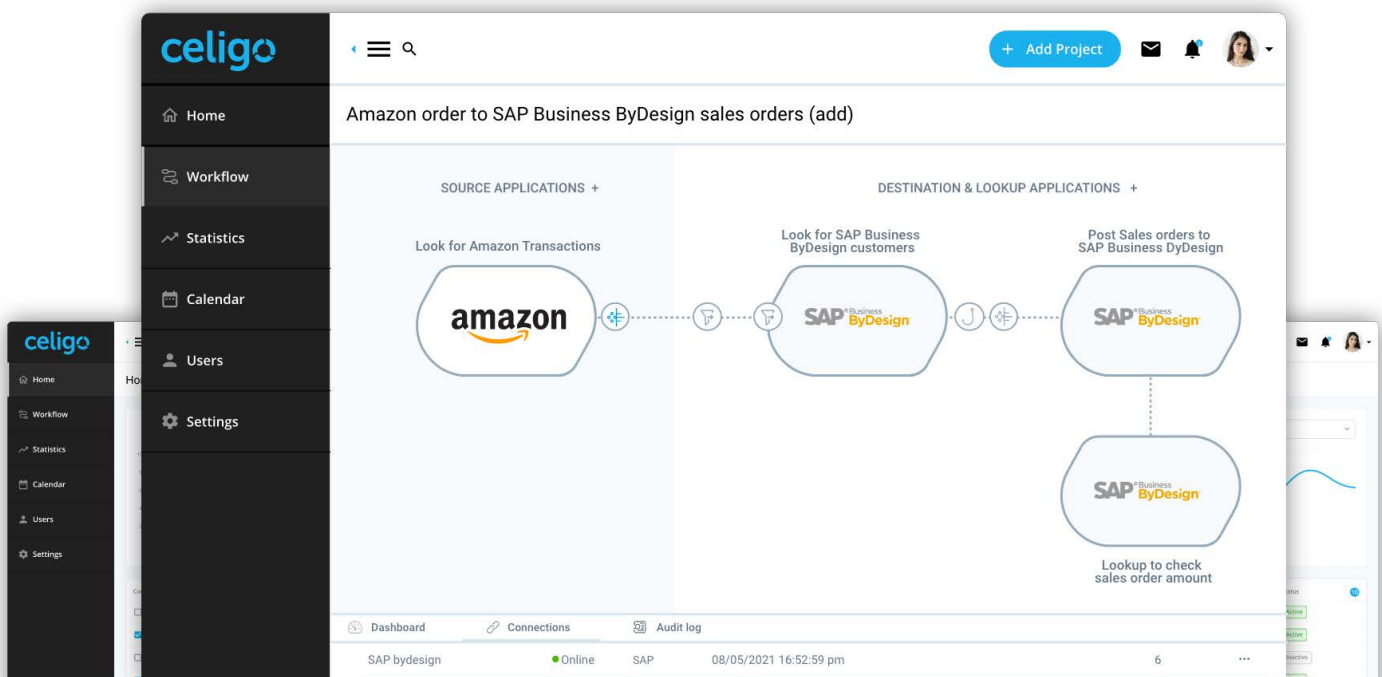 celigo
Add Project
Home
Workflow
Statistics
Calendar
Users
Settings
Amazon order to SAP Business ByDesign sales orders (add)
SOURCE APPLICATIONS +
DESTINATION & LOOKUP APPLICATIONS +
Look for Amazon Transactions
Look for SAP Business
ByDesign customers
Post Sales orders to
SAP Business DyDesign
amazon
SAP® Business
ByDesign
SAP® Business
ByDesign
SAP® Business
ByDesign
Lookup to check
sales order amount
Dashboard
Connections
Audit log
SAP bydesign Online SAP 08/05/2021 16:52:59 pm 6 ...
celigo
Home
Workflow
Statistics
Calendar
Users
Settings
10
Active
Active